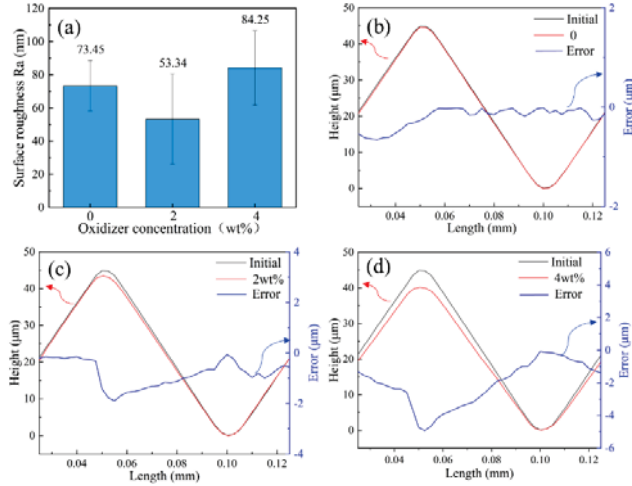 (a)
73.45
53.34
84.25
120
100
80
60
40
20
0
Surface roughness Ra (nm)
0 2 4
Oxidizer concentration（wt%）
(b)
Initial
0
Error
50
40
30
20
10
0
Height (μm)
2
0
-2
Error (μm)
0.04 0.06 0.08 0.10 0.12
Length (mm)
(c)
Initial
2wt%
Error
50
40
30
20
10
0
Height (μm)
4
2
0
-2
-4
Error (μm)
0.04 0.06 0.08 0.10 0.12
Length (mm)
(d)
Initial
4wt%
Error
50
40
30
20
10
0
Height (μm)
6
4
2
0
-2
-4
-6
Error (μm)
0.04 0.06 0.08 0.10 0.12
Length (mm)